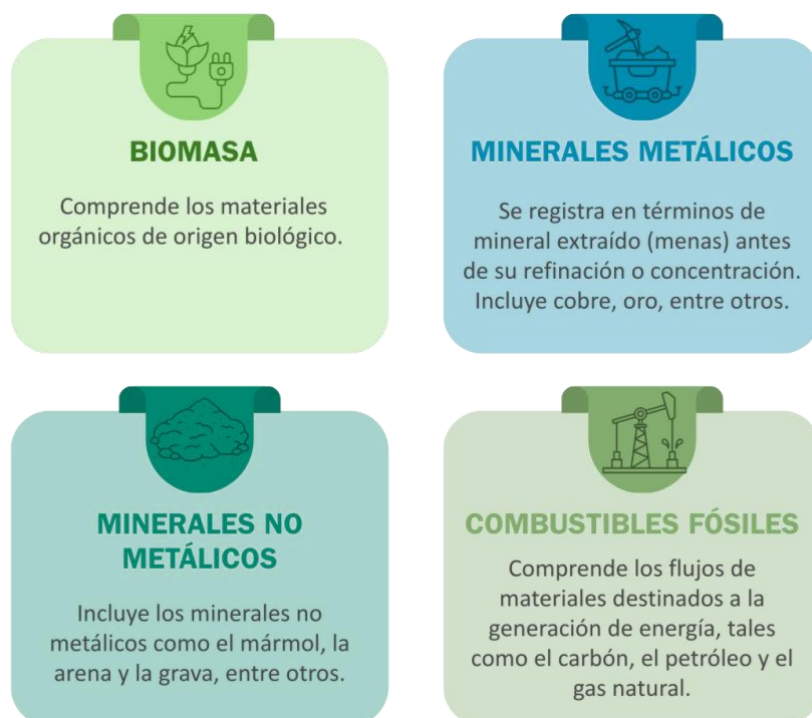 BIOMASA
Comprende los materiales
orgánicos de origen biológico.
MINERALES METÁLICOS
Se registra en términos de
mineral extraído (menas) antes
de su refinación o concentración.
Incluye cobre, oro, entre otros.
MINERALES NO
METÁLICOS
Incluye los minerales no
metálicos como el mármol, la
arena y la grava, entre otros.
COMBUSTIBLES FÓSILES
Comprende los flujos de
materiales destinados a la
generación de energía, tales
como el carbón, el petróleo y el
gas natural.